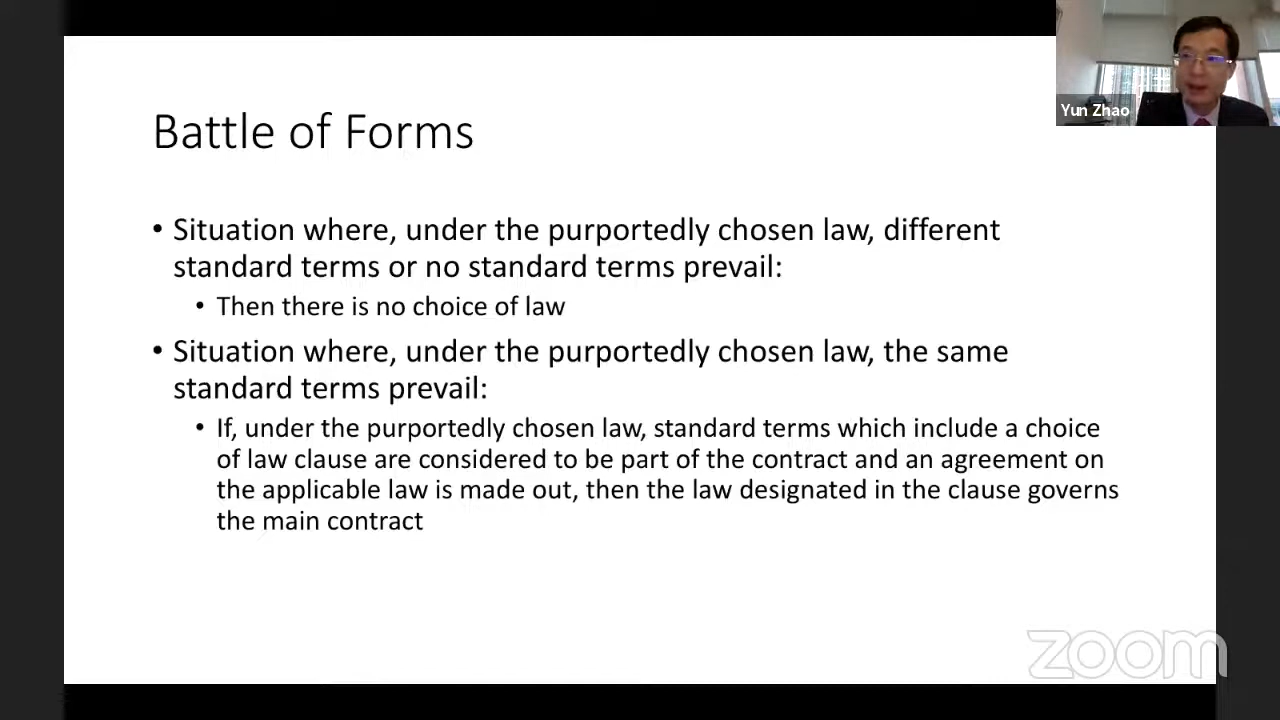 Yun Zhao
Battle of Forms
• Situation where, under the purportedly chosen law, different
standard terms or no standard terms prevail:
• Then there is no choice of law
• Situation where, under the purportedly chosen law, the same
standard terms prevail:
• If, under the purportedly chosen law, standard terms which include a choice
of law clause are considered to be part of the contract and an agreement on
the applicable law is made out, then the law designated in the clause governs
the main contract
zoom